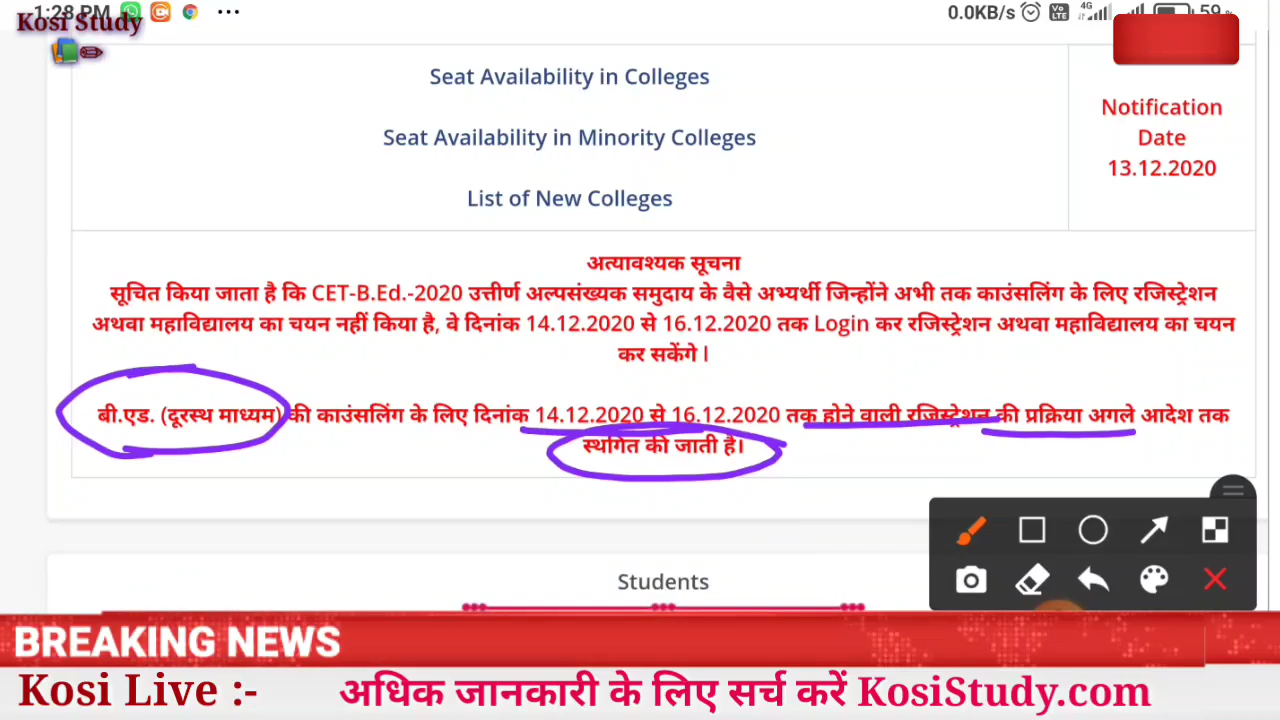 1:28 PM
0.0KB/s
Vo LTE
4G
59
Kosi Study
Seat Availability in Colleges
Seat Availability in Minority Colleges
List of New Colleges
Notification
Date
13.12.2020
अत्यावश्यक सूचना
सूचित किया जाता है कि CET-B.Ed.-2020 उत्तीर्ण अल्पसंख्यक समुदाय के वैसे अभ्यर्थी जिन्होंने अभी तक काउंसलिंग के लिए रजिस्ट्रेशन
अथवा महाविद्यालय का चयन नहीं किया है, वे दिनांक 14.12.2020 से 16.12.2020 तक Login कर रजिस्ट्रेशन अथवा महाविद्यालय का चयन
कर सकेंगे |
बी.एड. (दूरस्थ माध्यम) की काउंसलिंग के लिए दिनांक 14.12.2020 से 16.12.2020 तक होने वाली रजिस्ट्रेशन की प्रक्रिया अगले आदेश तक
स्थगित की जाती है।
Students
BREAKING NEWS
Kosi Live :- अधिक जानकारी के लिए सर्च करें KosiStudy.com